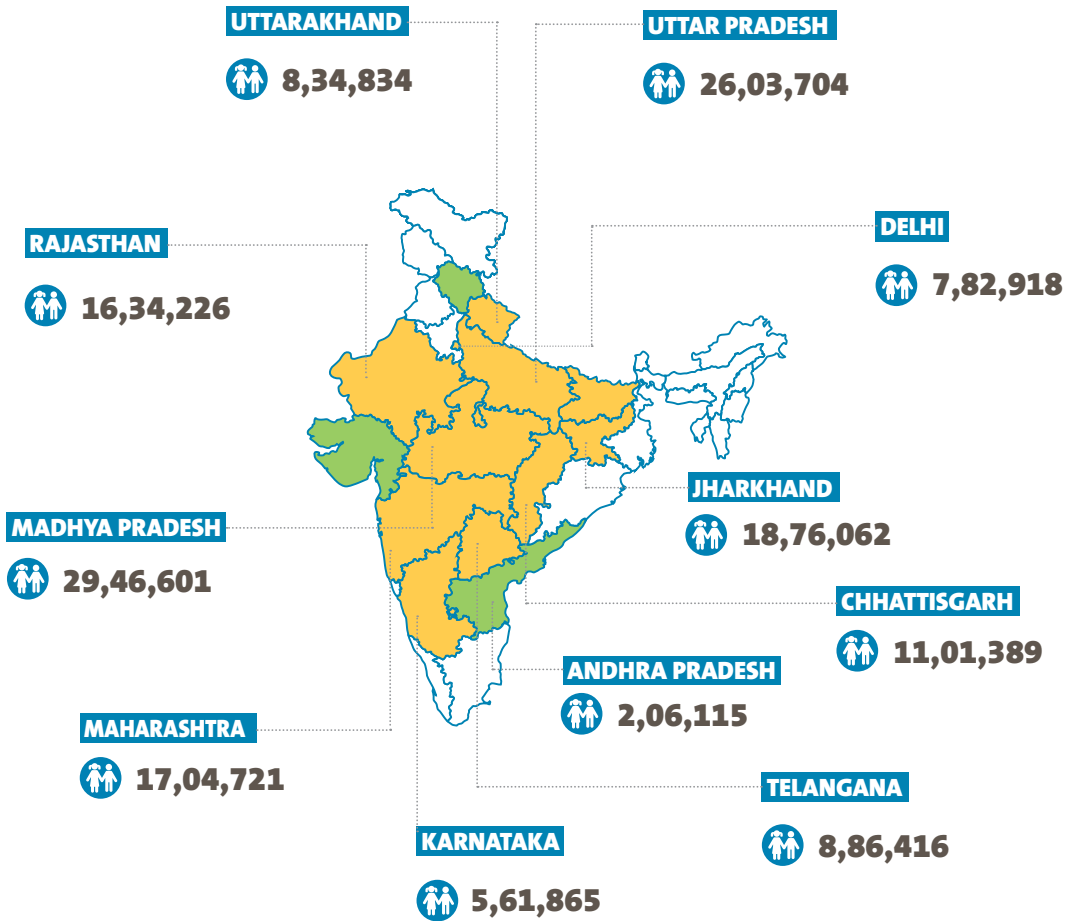 UTTARAKHAND
8,34,834
UTTAR PRADESH
26,03,704
DELHI
7,82,918
RAJASTHAN
16,34,226
JHARKHAND
18,76,062
MADHYA PRADESH
29,46,601
CHHATTISGARH
11,01,389
ANDHRA PRADESH
2,06,115
MAHARASHTRA
17,04,721
TELANGANA
8,86,416
KARNATAKA
5,61,865